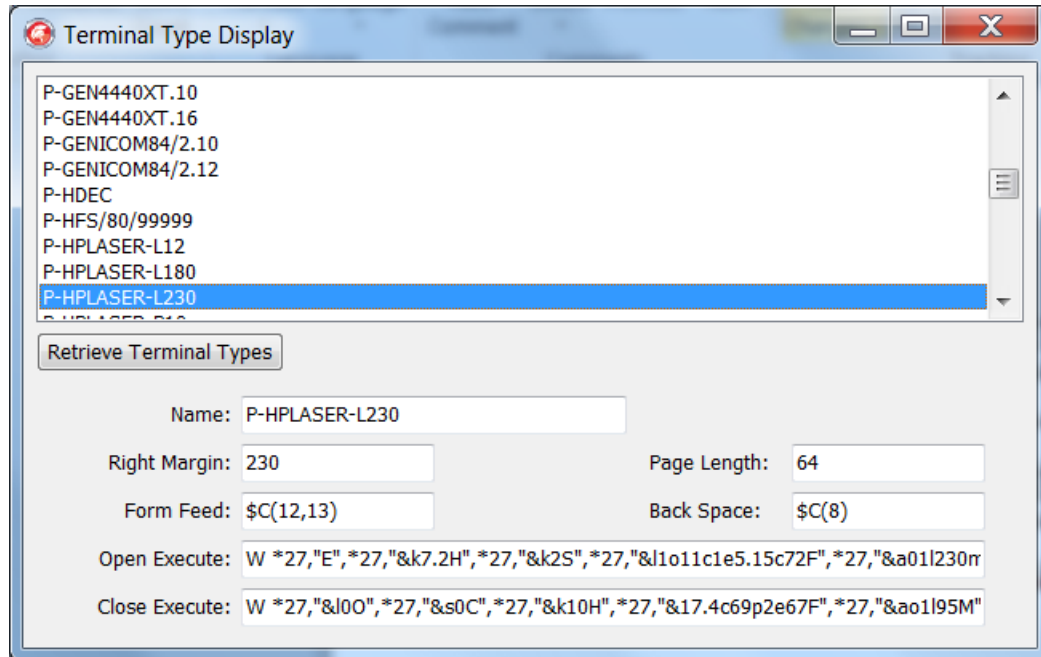 Terminal Type Display
P-GEN4440XT.10
P-GEN4440XT.16
P-GENICOM84/2.10
P-GENICOM84/2.12
P-HDEC
P-HFS/80/99999
P-HPLASER-L12
P-HPLASER-L180
P-HPLASER-L230
Retrieve Terminal Types
Name: P-HPLASER-L230
Right Margin: 230 Page Length: 64
Form Feed: $C(12,13) Back Space: $C(8)
Open Execute: W *27,"E",*27,"&k7.2H",*27,"&k2S",*27,"&l1o11c1e5.15c72F",*27,"&a01l230m
Close Execute: W *27,"&l0O",*27,"&s0C",*27,"&k10H",*27,"&17.4c69p2e67F",*27,"&ao1l95M"